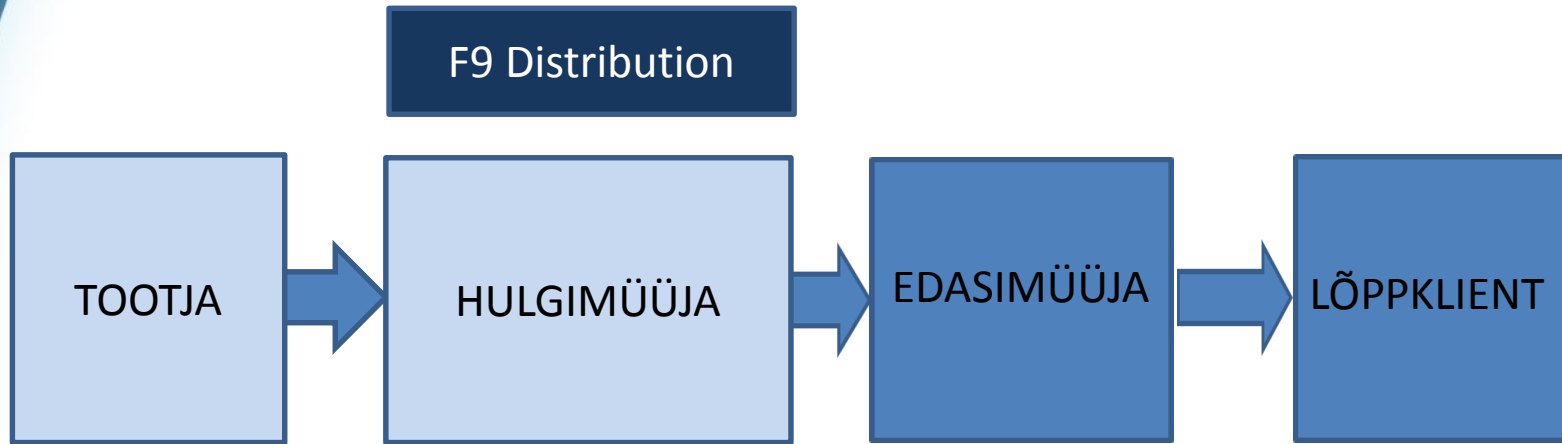 F9 Distribution
TOOTJA
HULGIMÜÜJA
EDASIMÜÜJA
LÕPPKLIENT